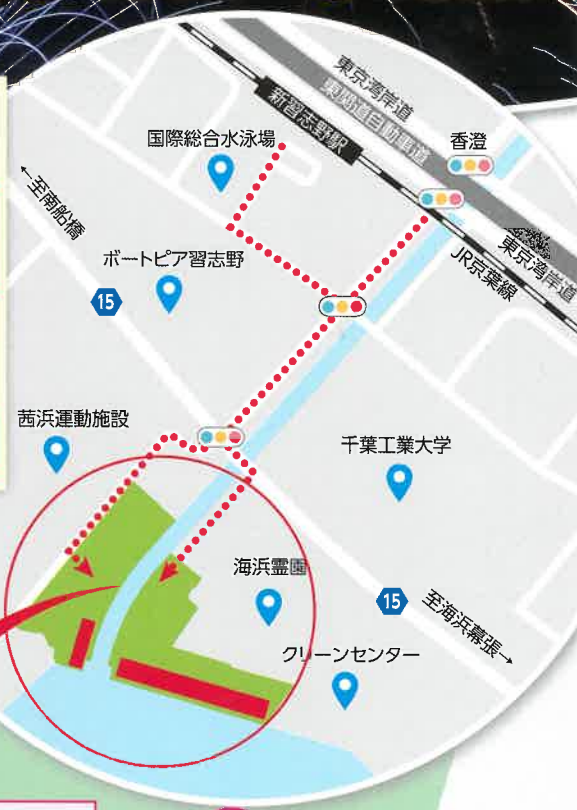 東京湾岸道
東関道自動車道
香澄
新習志野駅
国際総合水泳場
東京湾岸道
JR京葉線
←至南船橋
ボートピア習志野
15
茜浜運動施設
千葉工業大学
海浜霊園
15
至海浜幕張→
クリーンセンター